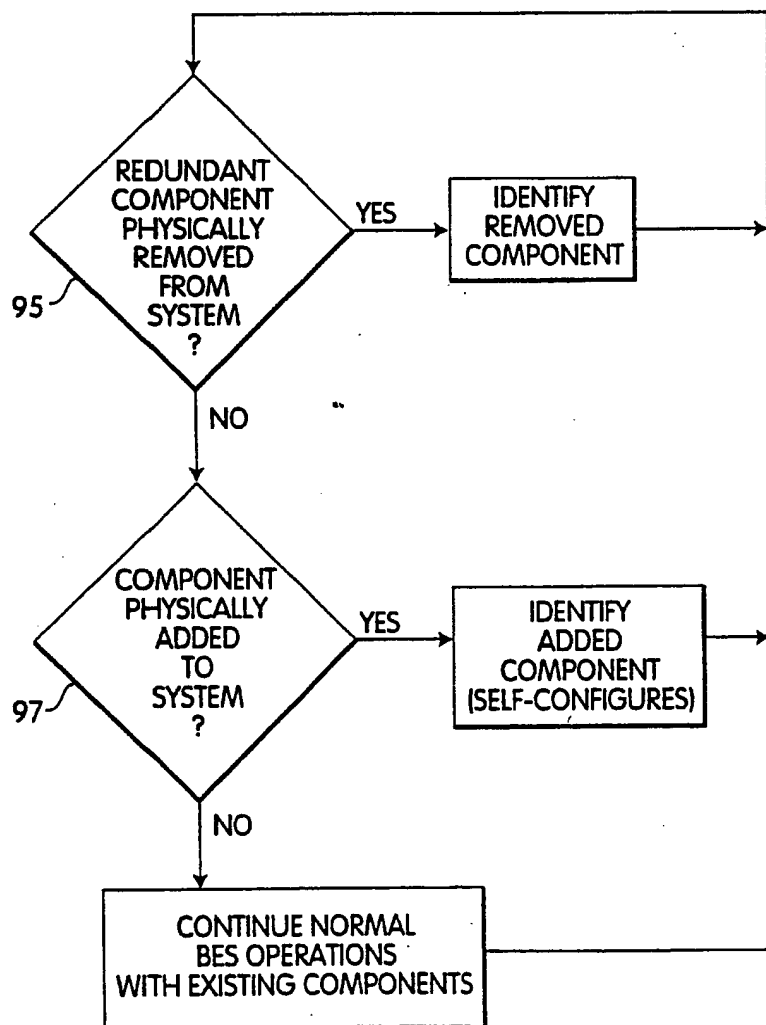 REDUNDANT
COMPONENT
PHYSICALLY
REMOVED
FROM
SYSTEM
?
95
YES
IDENTIFY
REMOVED
COMPONENT
NO
COMPONENT
PHYSICALLY
ADDED
TO
SYSTEM
?
97
YES
IDENTIFY
ADDED
COMPONENT
(SELF-CONFIGURES)
NO
CONTINUE NORMAL
BES OPERATIONS
WITH EXISTING COMPONENTS